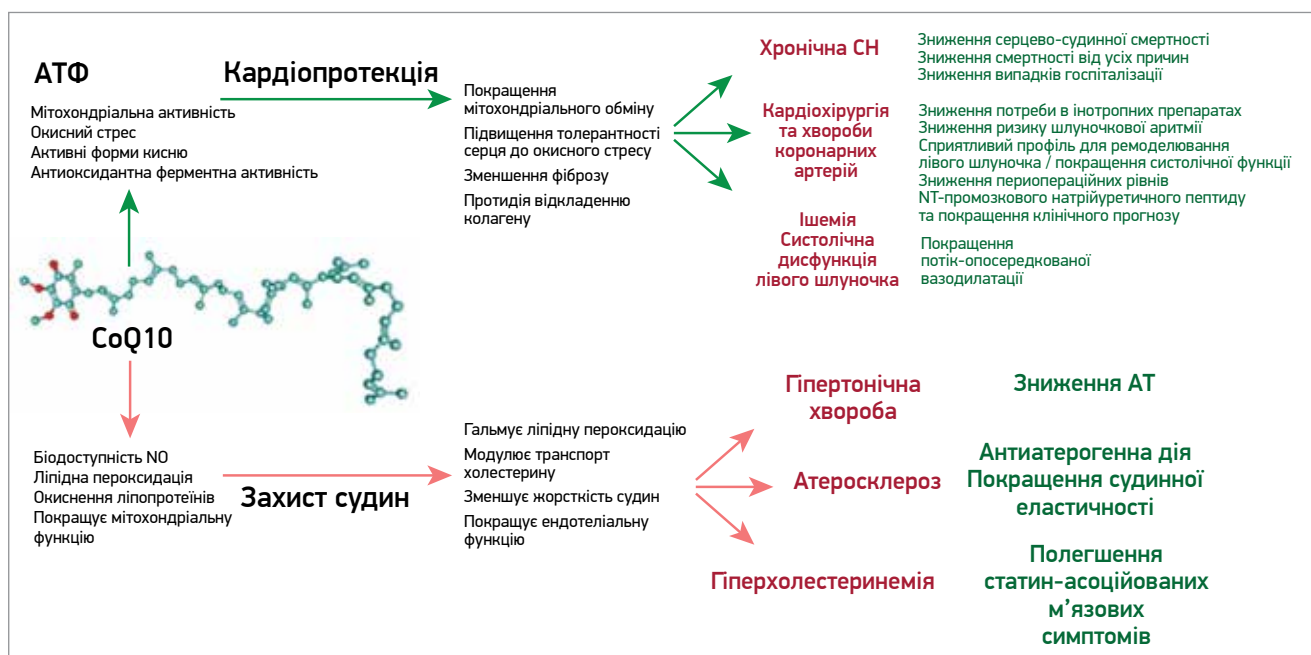 АТФ
Мітохондріальна активність
Окисний стрес
Активні форми кисню
Антиоксидантна ферментна активність
Кардіопротекція
Покращення
мітохондріального обміну
Підвищення толерантності
серця до окисного стресу
Зменшення фіброзу
Протидія відкладенню
колагену
Хронічна СН
Зниження серцево-судинної смертності
Зниження смертності від усіх причин
Зниження випадків госпіталізації
Кардіохірургія
та хвороби
коронарних
артерій
Зниження потреби в інотропних препаратах
Зниження ризику шлуночкової аритмії
Сприятливий профіль для ремоделювання
лівого шлуночка / покращення систолічної функції
Зниження периопераційних рівнів
NT-промозкового натрійуретичного пептиду
та покращення клінічного прогнозу
Ішемія
Систолічна
дисфункція
лівого шлуночка
Покращення
потік-опосередкованої
вазодилатації
CoQ10
Біодоступність NO
Ліпідна пероксидація
Окиснення ліпопротеїнів
Покращує мітохондріальну
функцію
Захист судин
Гальмує ліпідну пероксидацію
Модулює транспорт
холестерину
Зменшує жорсткість судин
Покращує ендотеліальну
функцію
Гіпертонічна
хвороба
Зниження АТ
Атеросклероз
Антиатерогенна дія
Покращення судинної
еластичності
Гіперхолестеринемія
Полегшення
статин-асоційованих
м’язових
симптомів